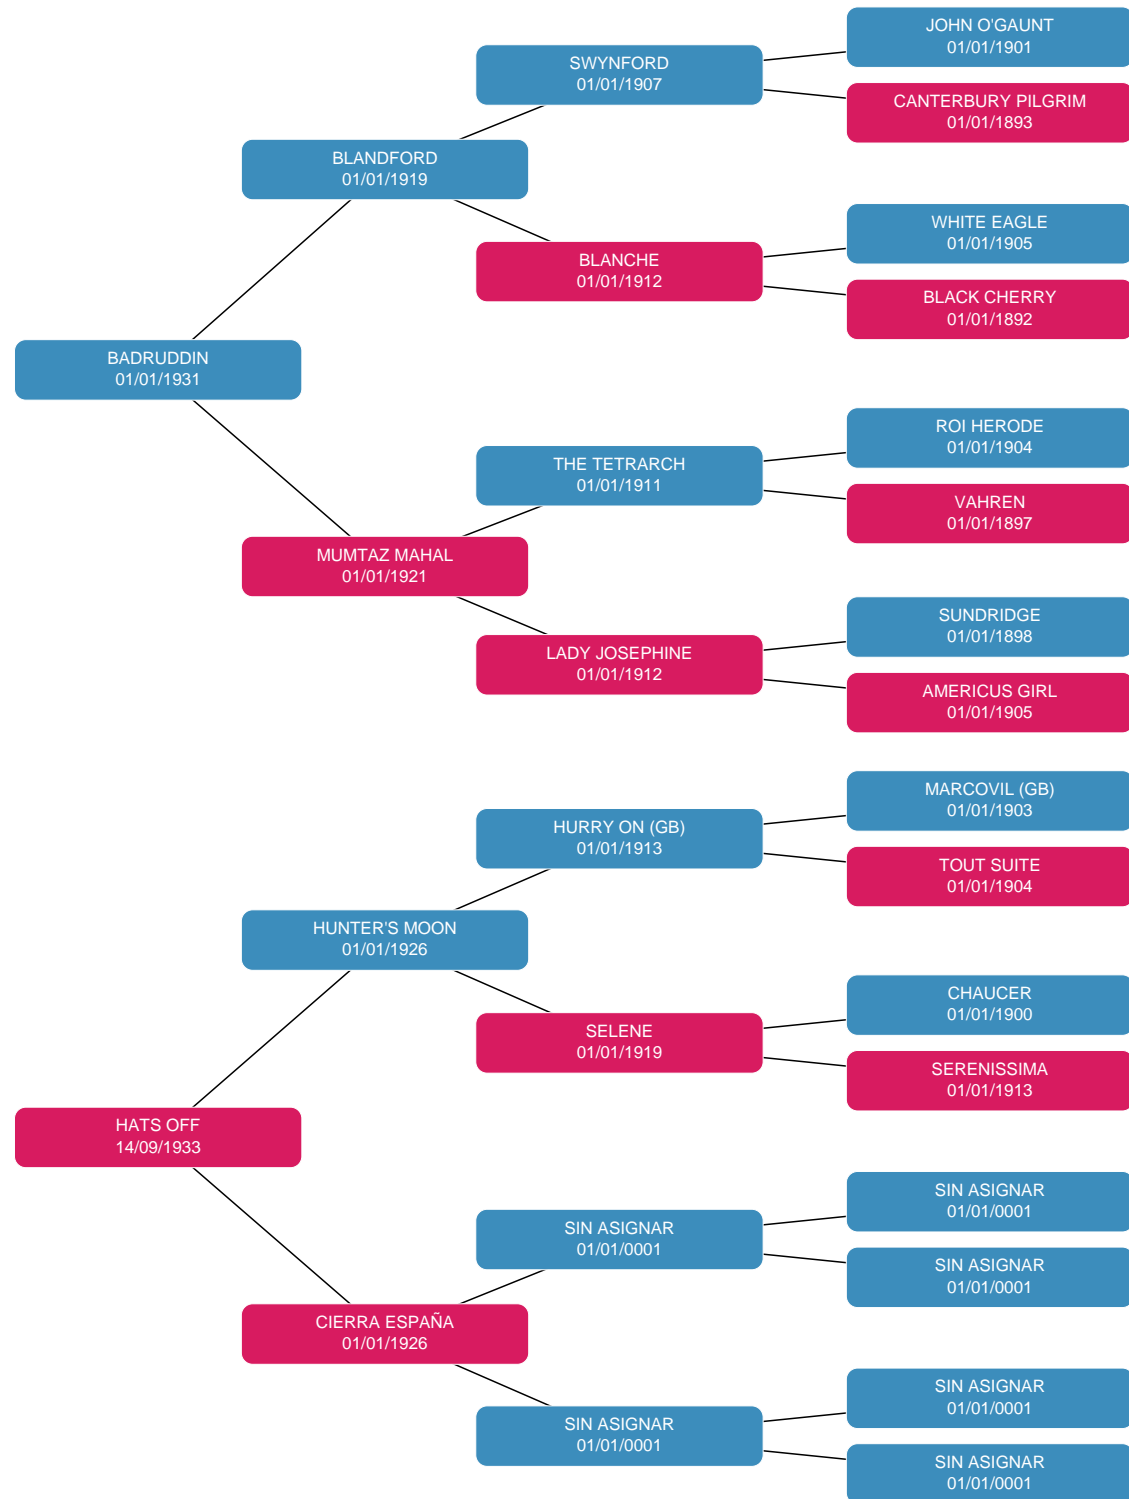 JOHN O'GAUNT
01/01/1901
SWYNFORD
01/01/1907
CANTERBURY PILGRIM
01/01/1893
BLANDFORD
01/01/1919
WHITE EAGLE
01/01/1905
BLANCHE
01/01/1912
BLACK CHERRY
01/01/1892
BADRUDDIN
01/01/1931
ROI HERODE
01/01/1904
THE TETRARCH
01/01/1911
VAHREN
01/01/1897
MUMTAZ MAHAL
01/01/1921
SUNDRIDGE
01/01/1898
LADY JOSEPHINE
01/01/1912
AMERICUS GIRL
01/01/1905
MARCOVIL (GB)
01/01/1903
HURRY ON (GB)
01/01/1913
TOUT SUITE
01/01/1904
HUNTER'S MOON
01/01/1926
CHAUCER
01/01/1900
SELENE
01/01/1919
SERENISSIMA
01/01/1913
HATS OFF
14/09/1933
SIN ASIGNAR
01/01/0001
SIN ASIGNAR
01/01/0001
SIN ASIGNAR
01/01/0001
CIERRA ESPAÑA
01/01/1926
SIN ASIGNAR
01/01/0001
SIN ASIGNAR
01/01/0001
SIN ASIGNAR
01/01/0001